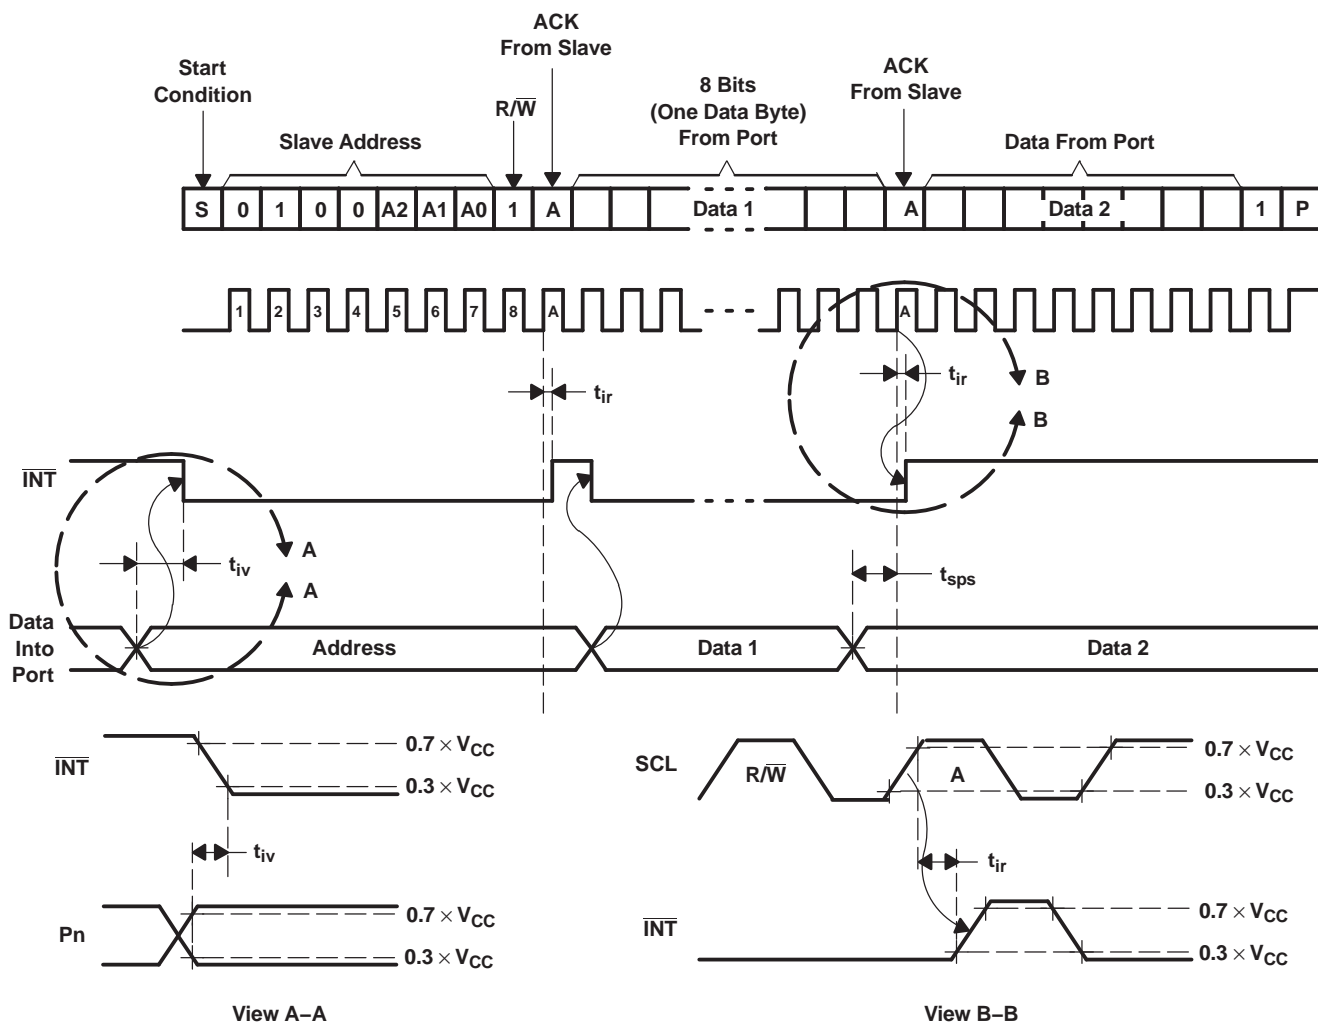 ACK
From Slave
Start
Condition
R/W̅
ACK
From Slave
8 Bits
(One Data Byte)
From Port
Slave Address
Data From Port
S 0 1 0 0 A2 A1 A0 1 A Data 1 A Data 2 1 P
1 2 3 4 5 6 7 8 A A
tir
tir
B
B
I̅N̅T̅
A
tiv
A
tsps
Data
Into
Port
Address Data 1 Data 2
I̅N̅T̅
0.7 × VCC
0.3 × VCC
tiv
Pn
0.7 × VCC
0.3 × VCC
View A–A
SCL
R/W̅
A
0.7 × VCC
0.3 × VCC
tir
I̅N̅T̅
0.7 × VCC
0.3 × VCC
View B–B